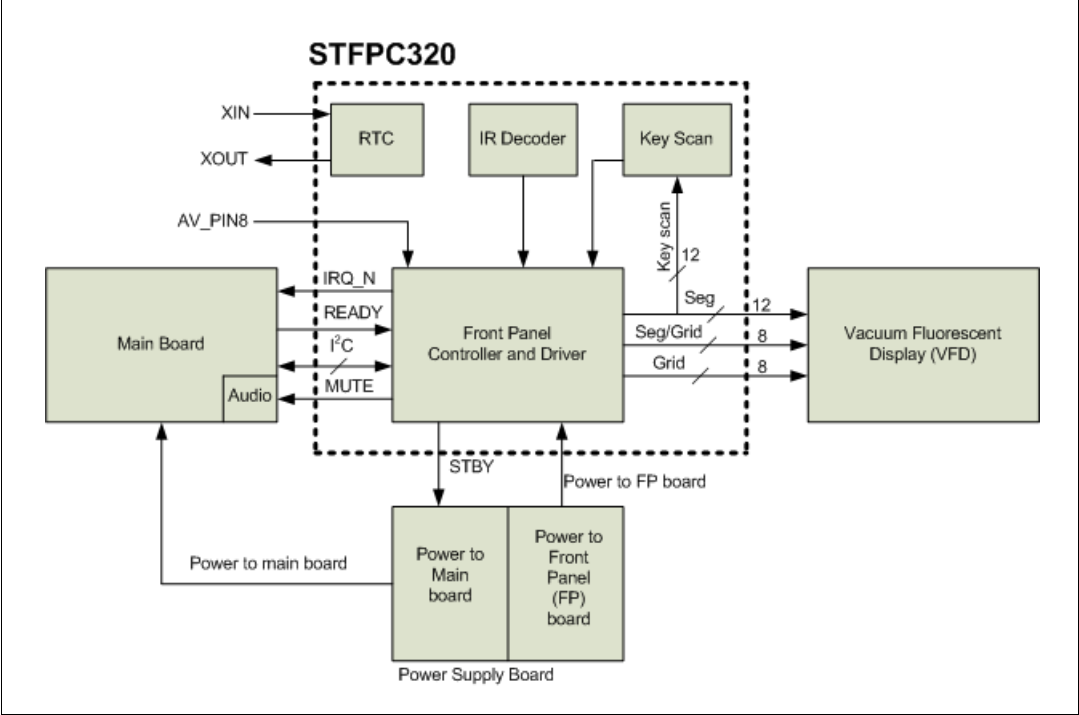 STFPC320
XIN
RTC
IR Decoder
Key Scan
XOUT
AV_PIN8
Key scan
12
IRQ_N
READY
I²C
MUTE
Main Board
Audio
Front Panel
Controller and Driver
Seg
12
Seg/Grid
8
Grid
8
Vacuum Fluorescent
Display (VFD)
STBY
Power to FP board
Power to main board
Power to
Main
board
Power to
Front
Panel
(FP)
board
Power Supply Board